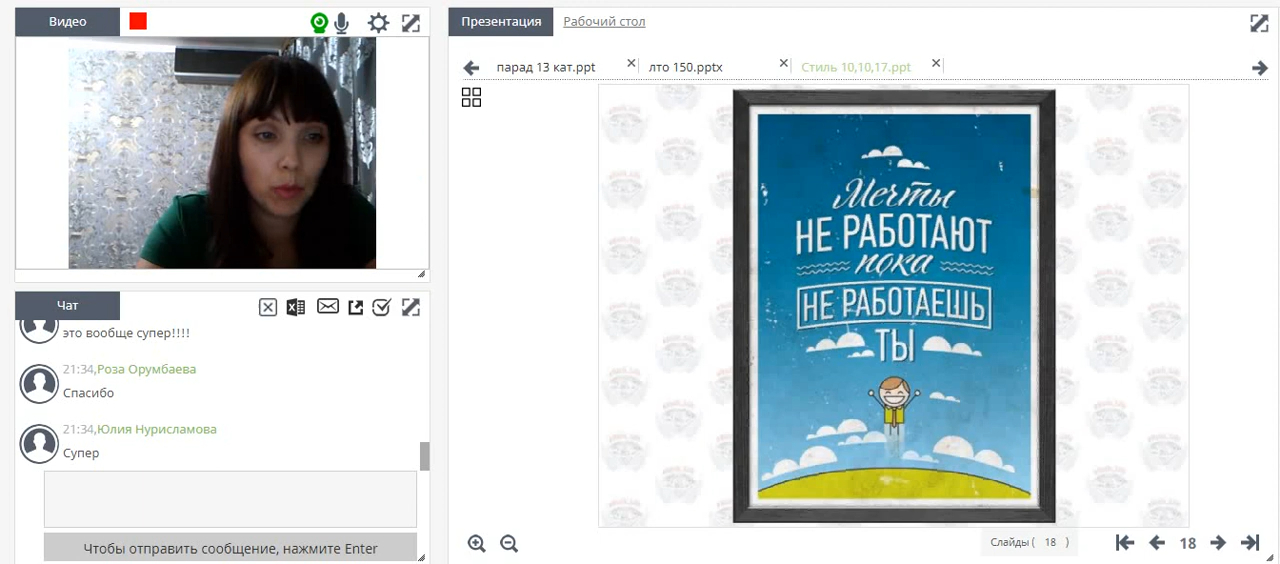 Видео
Чат
это вообще супер!!!!
21:34,Роза Орумбаева
Спасибо
21:34,Юлия Нурисламова
Супер
Чтобы отправить сообщение, нажмите Enter
Презентация
Рабочий стол
парад 13 кат.ppt
лто 150.pptx
Стиль 10,10,17.ppt
Мечты
НЕ РАБОТАЮТ
пока
НЕ РАБОТАЕШЬ
ТЫ
Слайды ( 18 )
18